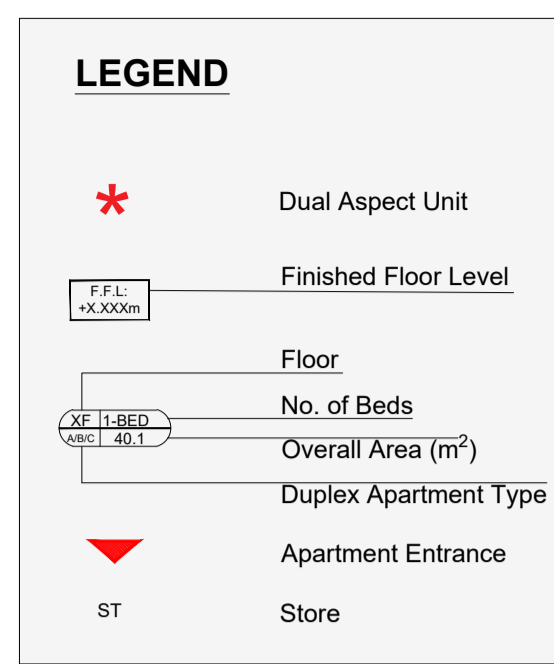 LEGEND
* Dual Aspect Unit
Finished Floor Level
F.F.L:
+X.XXXm
Floor
No. of Beds
XF 1-BED
A/B/C 40.1
Overall Area (m²)
Duplex Apartment Type
Apartment Entrance
ST Store